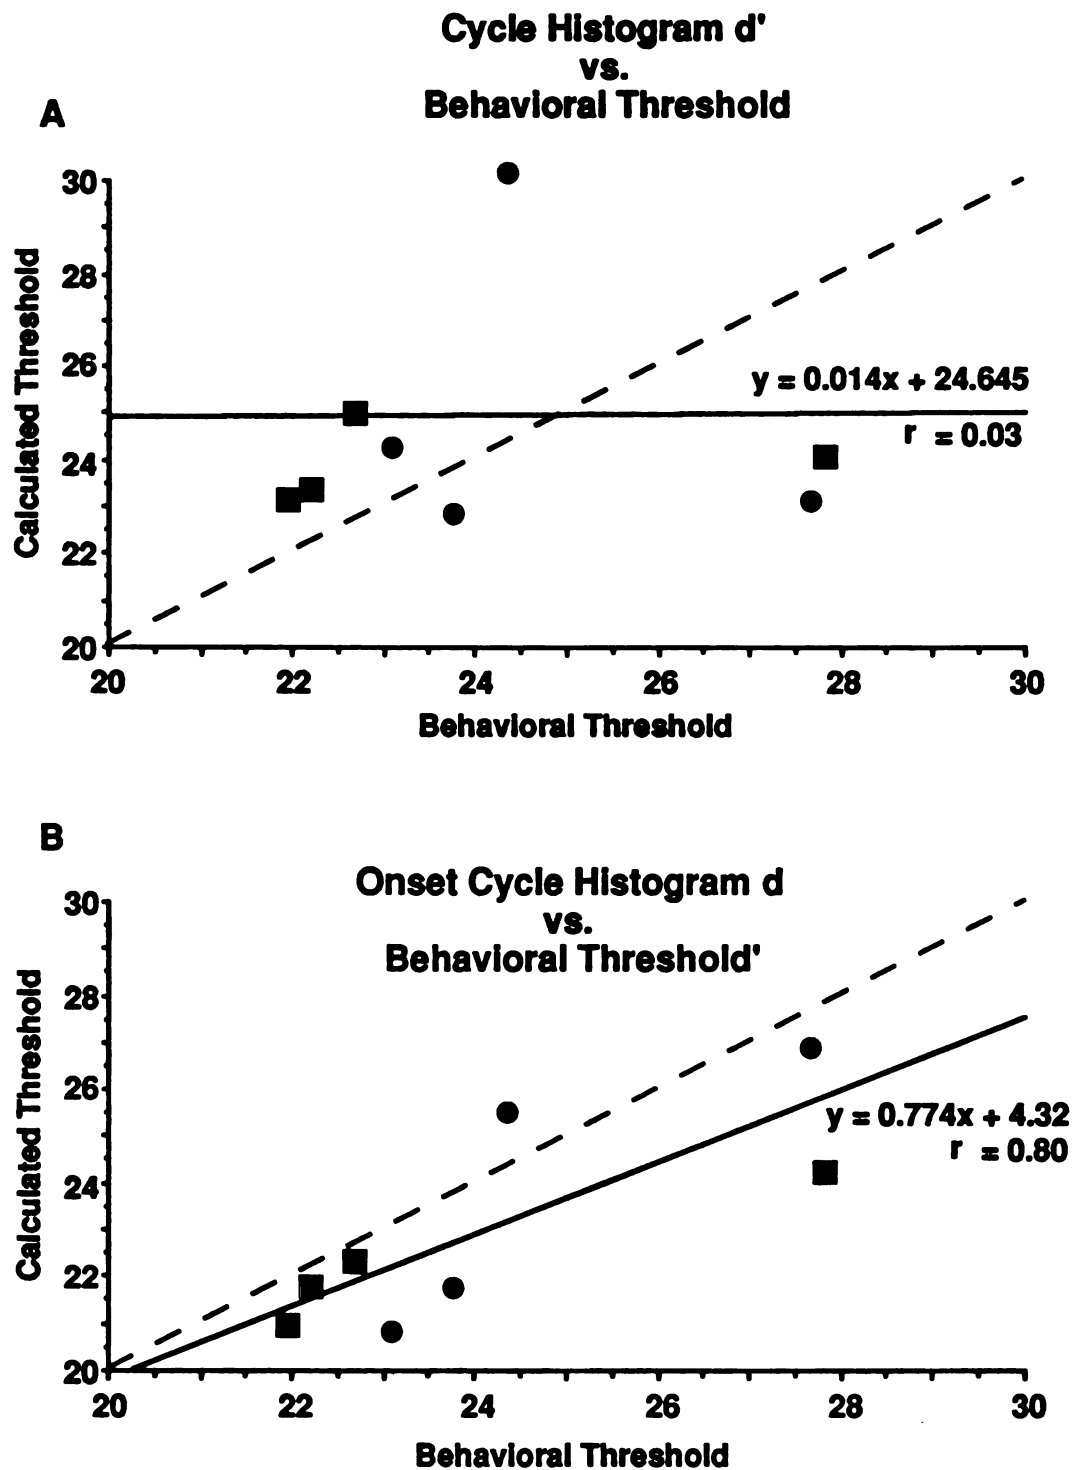 Cycle Histogram d'
vs.
Behavioral Threshold
A
30
28
26
24
22
20
Calculated Threshold
y = 0.014x + 24.645
r = 0.03
20 22 24 26 28 30
Behavioral Threshold
B
Onset Cycle Histogram d
vs.
Behavioral Threshold'
30
28
26
24
22
20
Calculated Threshold
y = 0.774x + 4.32
r = 0.80
20 22 24 26 28 30
Behavioral Threshold